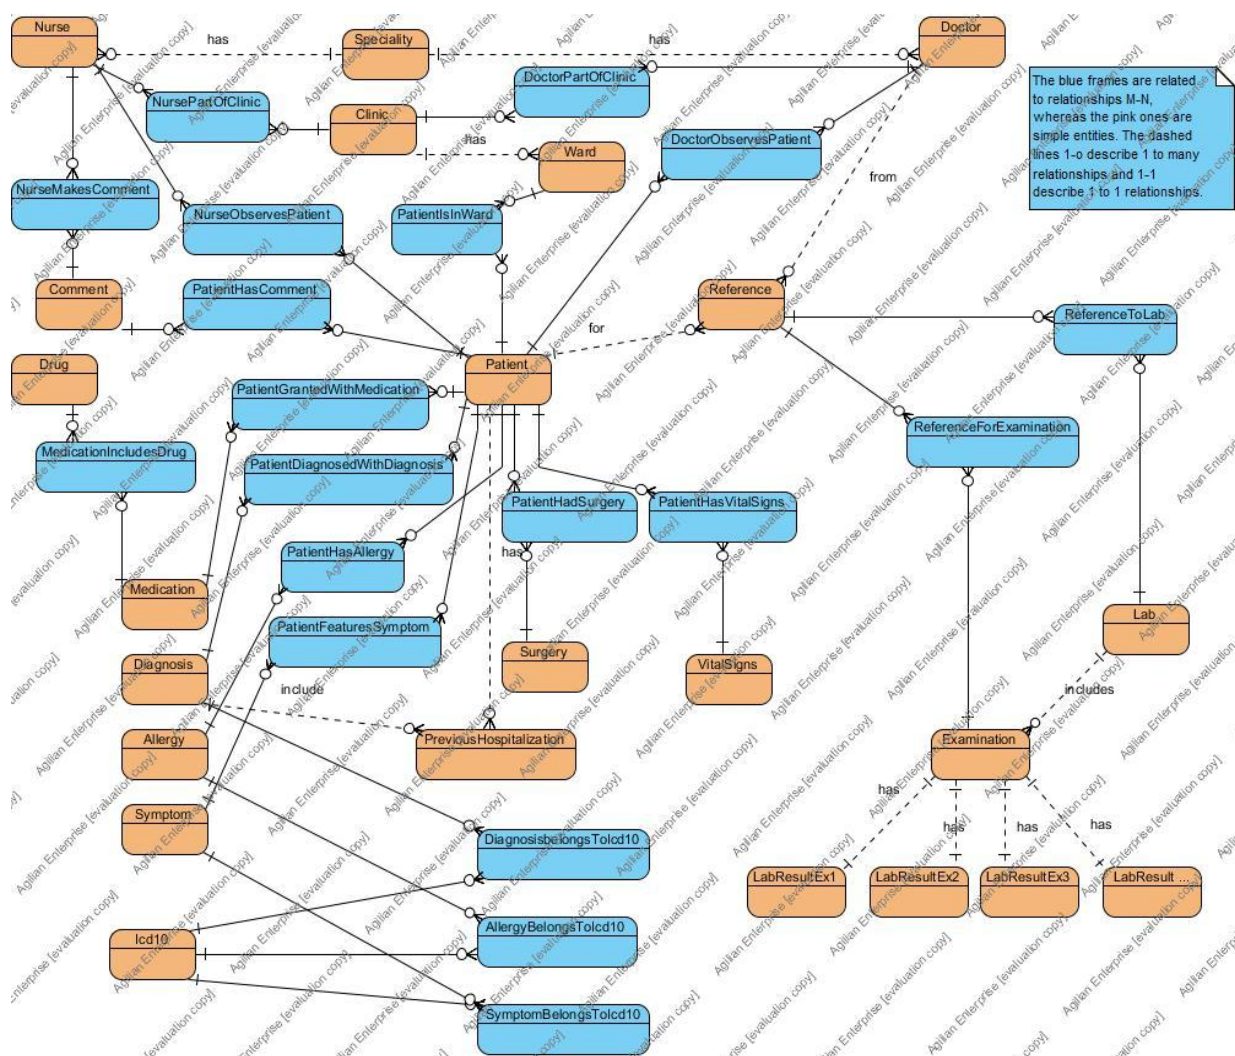 Nurse
has
Speciality
has
Doctor
DoctorPartOfClinic
NursePartOfClinic
Clinic
has
Ward
DoctorObservesPatient
The blue frames are related
to relationships M-N,
whereas the pink ones are
simple entities. The dashed
lines 1-o describe 1 to many
relationships and 1-1
describe 1 to 1 relationships.
from
NurseMakesComment
NurseObservesPatient
PatientIsInWard
Comment
PatientHasComment
Reference
ReferenceToLab
for
Drug
Patient
PatientGrantedWithMedication
ReferenceForExamination
MedicationIncludesDrug
PatientDiagnosedWithDiagnosis
PatientHadSurgery
PatientHasVitalSigns
PatientHasAllergy
has
Medication
PatientFeaturesSymptom
Lab
Diagnosis
Surgery
VitalSigns
include
includes
Allergy
PreviousHospitalization
Examination
has
Symptom
has
has
has
DiagnosisbelongsToIcd10
LabResultEx1
LabResultEx2
LabResultEx3
LabResult ...
Icd10
AllergyBelongsToIcd10
SymptomBelongsToIcd10
Agilian Enterprise [evaluation copy]